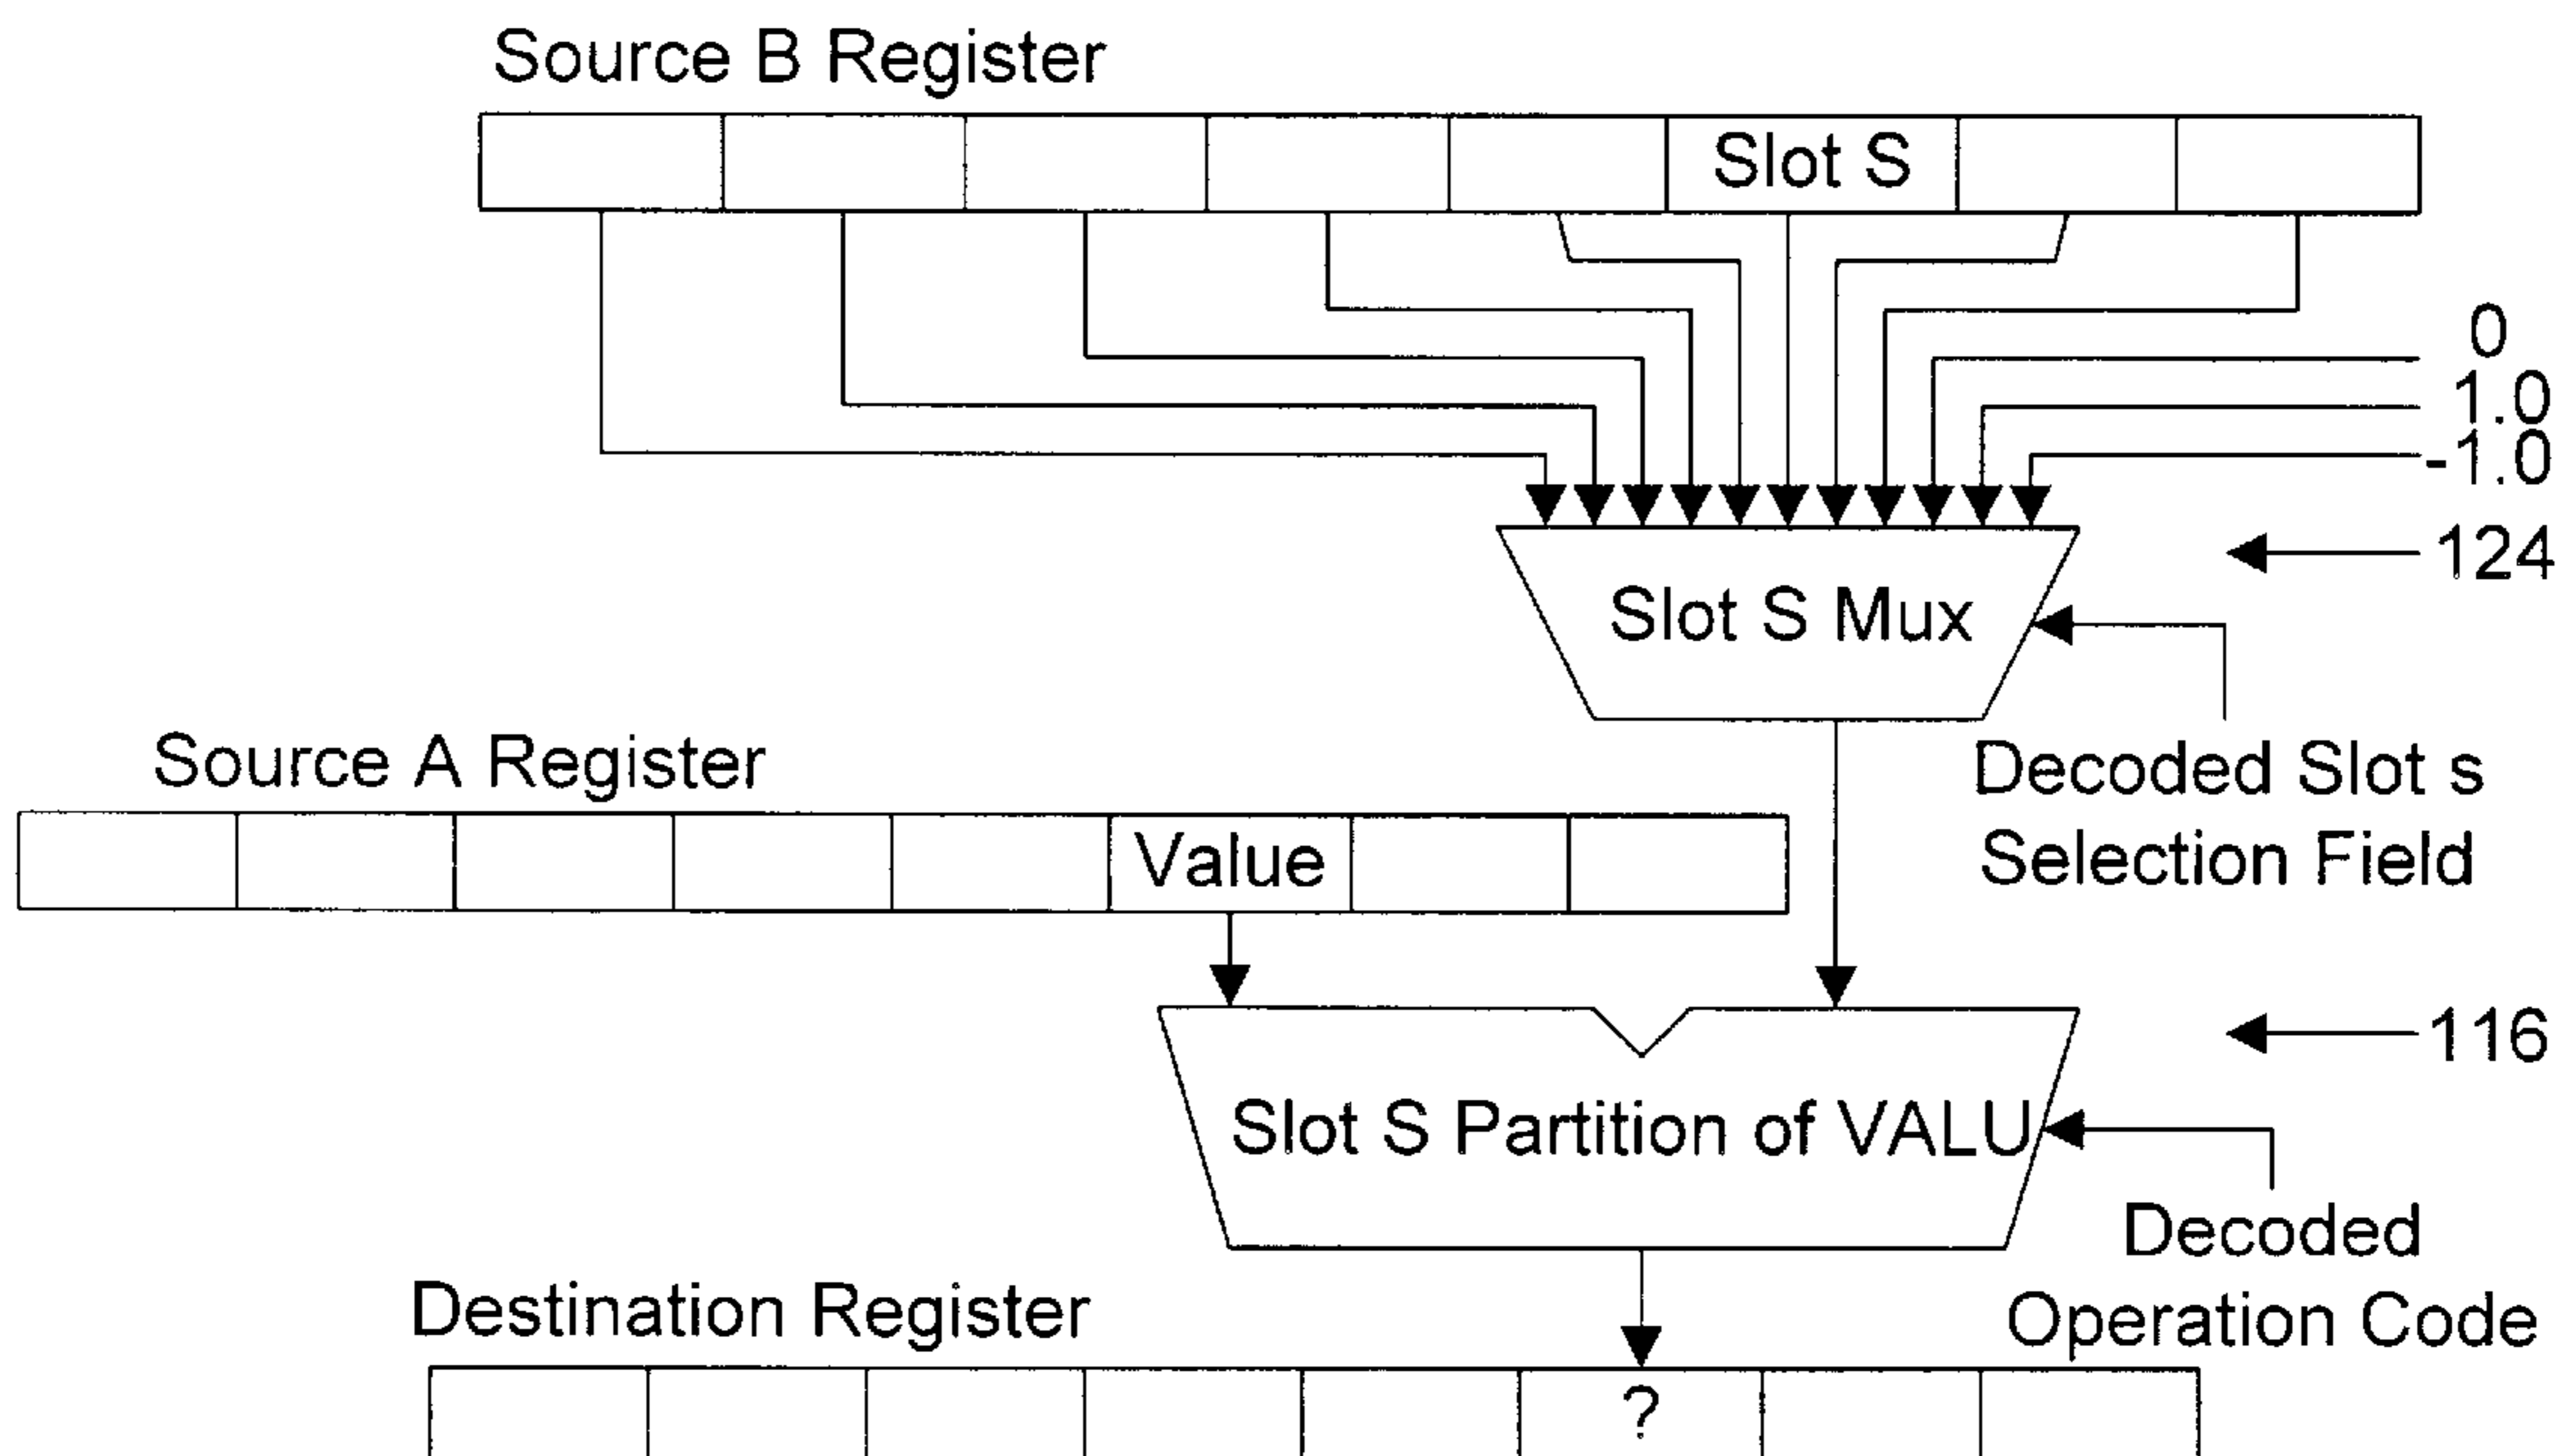 Source B Register
Slot S
0
1.0
-1.0
124
Slot S Mux
Source A Register
Decoded Slot s
Selection Field
Value
116
Slot S Partition of VALU
Decoded
Operation Code
Destination Register
?